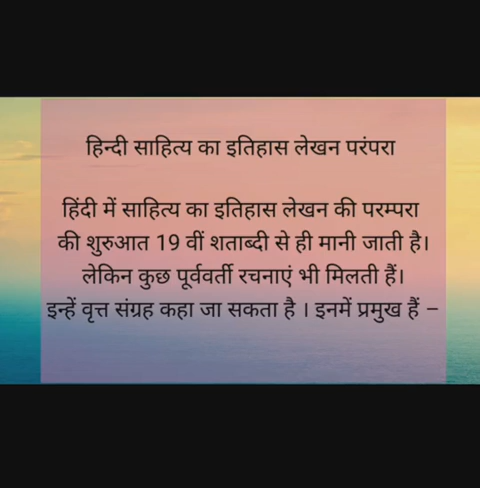 हिन्दी साहित्य का इतिहास लेखन परंपरा
हिंदी में साहित्य का इतिहास लेखन की परम्परा
की शुरुआत 19 वीं शताब्दी से ही मानी जाती है।
लेकिन कुछ पूर्ववर्ती रचनाएं भी मिलती हैं।
इन्हें वृत्त संग्रह कहा जा सकता है । इनमें प्रमुख हैं –